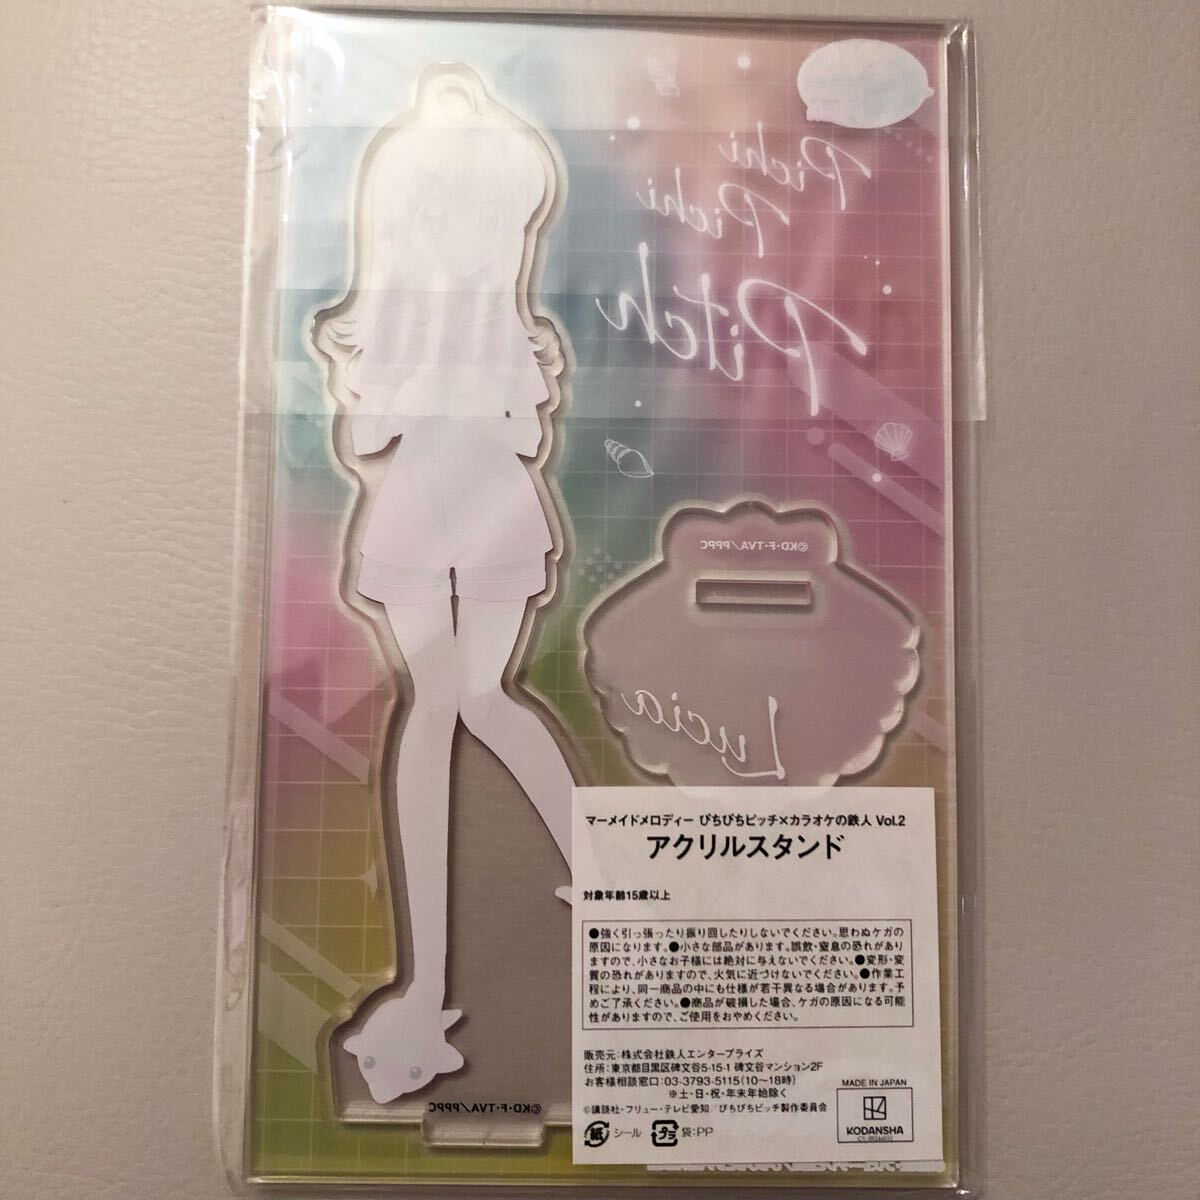 Pichi
Pichi
Pitch
©KD・F・TVA／PPPC
Lucia
マーメイドメロディー ぴちぴちピッチ×カラオケの鉄人 Vol.2
アクリルスタンド
対象年齢15歳以上
●強く引っ張ったり振り回したりしないでください。思わぬケガの
原因になります。●小さな部品があります。誤飲・窒息の恐れがあり
ますので、小さなお子様には絶対に与えないでください。●変形・変
質の恐れがありますので、火気に近づけないでください。●作業工
程により、同一商品の中にも仕様が若干異なる場合があります。予
めご了承ください。●商品が破損した場合、ケガの原因になる可能
性がありますので、ご使用をおやめください。
販売元：株式会社鉄人エンタープライズ
住所：東京都目黒区碑文谷5-15-1 碑文谷マンション2F
お客様相談窓口：03-3793-5115(10～18時)
※土・日・祝・年末年始除く
©講談社・フリュー・テレビ愛知／ぴちぴちピッチ製作委員会
紙 シール プラ 袋：PP
MADE IN JAPAN
KODANSHA
©KD・F・TVA／PPPC